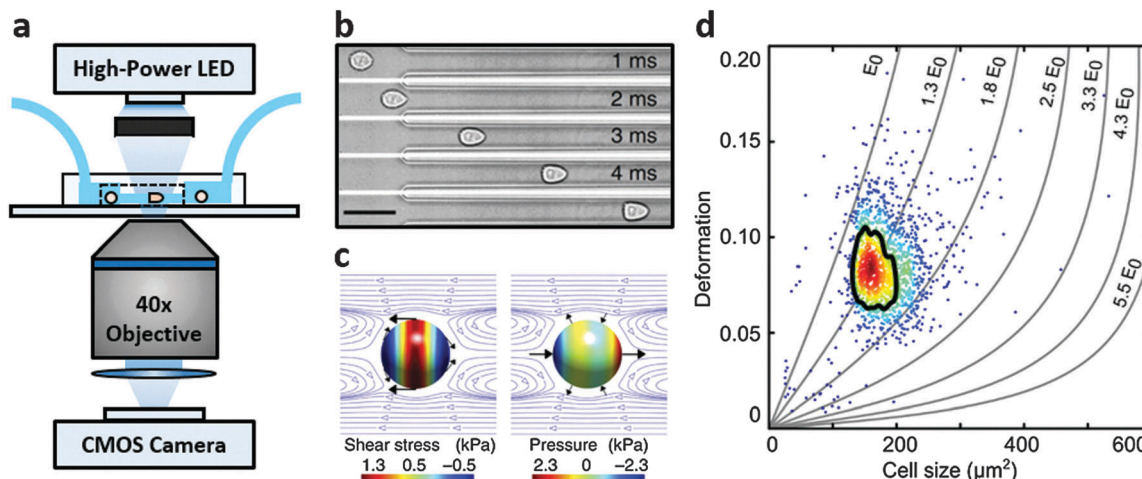 a
High-Power LED
40x
Objective
CMOS Camera
b
1 ms
2 ms
3 ms
4 ms
c
Shear stress (kPa)
1.3 0.5 –0.5
Pressure (kPa)
2.3 0 –2.3
d
Deformation
0.20
0.15
0.10
0.05
0
E0
1.3 E0
1.8 E0
2.5 E0
3.3 E0
4.3 E0
5.5 E0
0 200 400 600
Cell size (μm²)